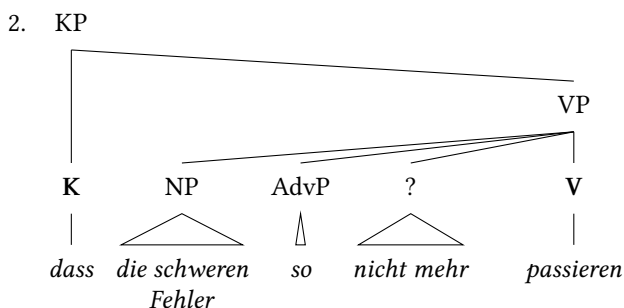 2. KP
VP
K NP AdvP ? V
dass die schweren so nicht mehr passieren
Fehler